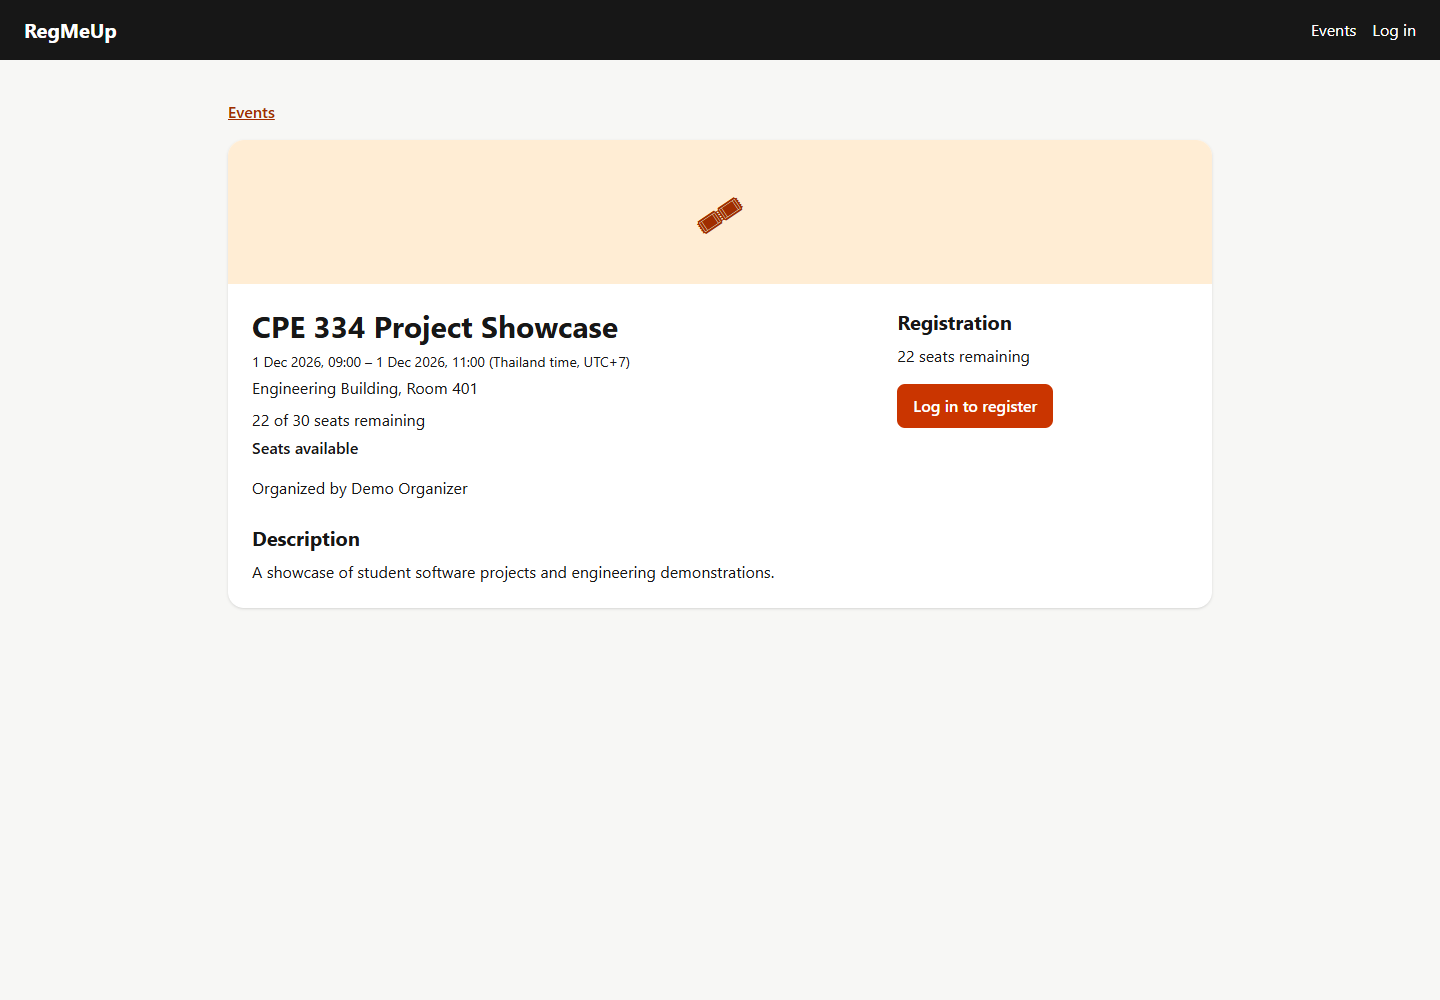 RegMeUp
Events
Log in
Events
CPE 334 Project Showcase
1 Dec 2026, 09:00 – 1 Dec 2026, 11:00 (Thailand time, UTC+7)
Engineering Building, Room 401
22 of 30 seats remaining
Seats available
Organized by Demo Organizer
Description
A showcase of student software projects and engineering demonstrations.
Registration
22 seats remaining
Log in to register